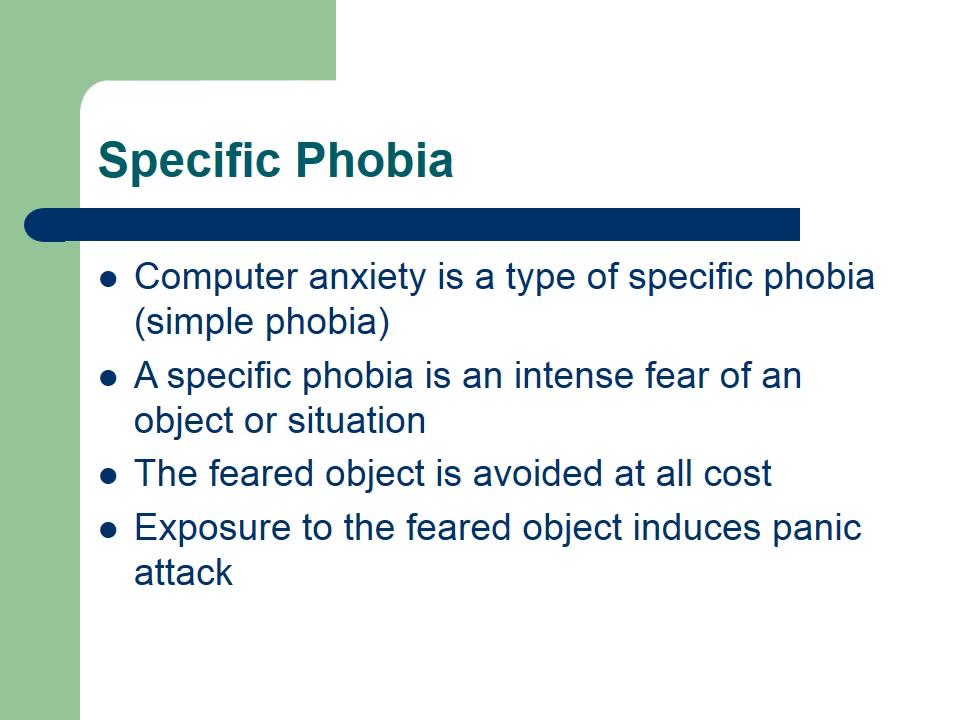 Specific Phobia
● Computer anxiety is a type of specific phobia
(simple phobia)
● A specific phobia is an intense fear of an
object or situation
● The feared object is avoided at all cost
● Exposure to the feared object induces panic
attack